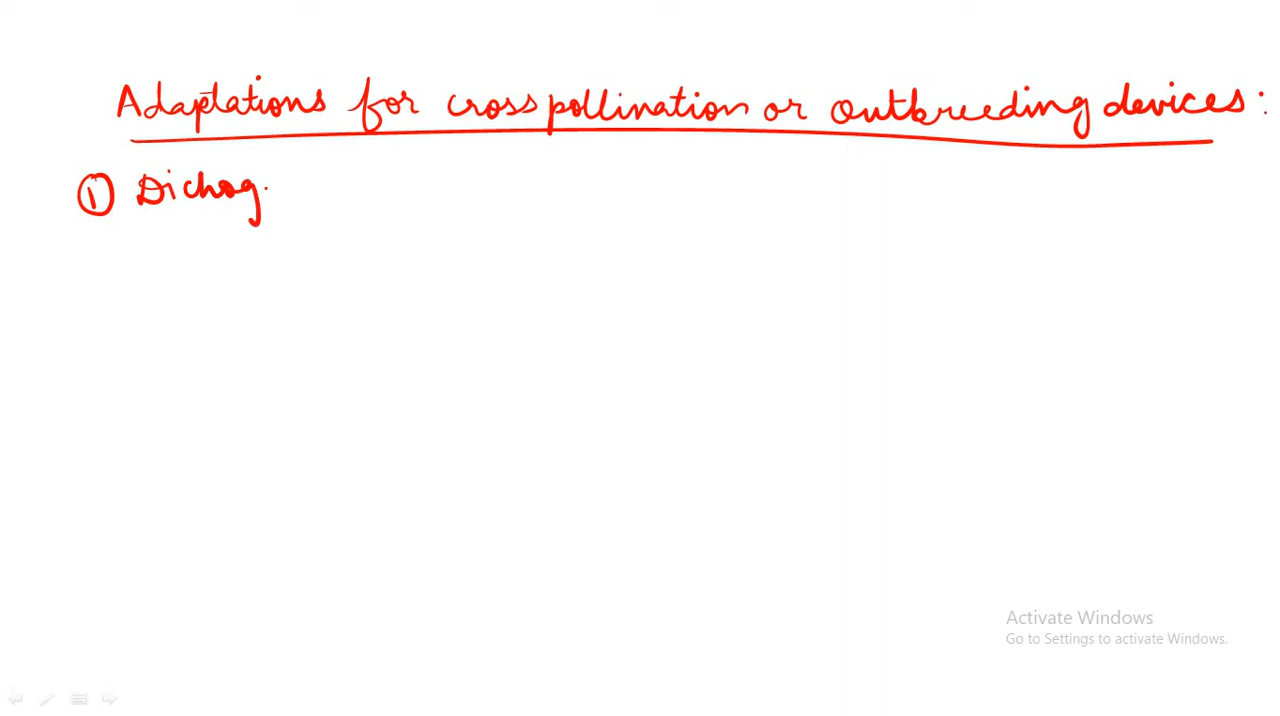 Adaptations for cross pollination or Outbreeding devices:
① Dichog.
Activate Windows
Go to Settings to activate Windows.